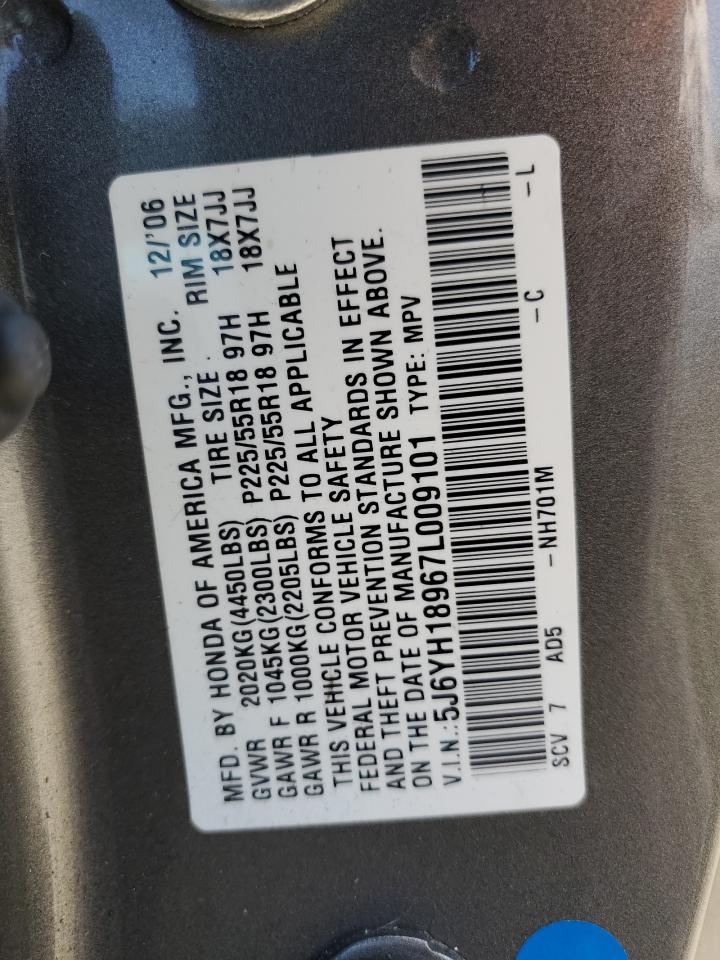 MFD. BY HONDA OF AMERICA MFG., INC. 12/'06
GVWR 2020KG(4450LBS) TIRE SIZE RIM SIZE
GAWR F 1045KG(2300LBS) P225/55R18 97H 18X7JJ
GAWR R 1000KG(2205LBS) P225/55R18 97H 18X7JJ
THIS VEHICLE CONFORMS TO ALL APPLICABLE
FEDERAL MOTOR VEHICLE SAFETY
AND THEFT PREVENTION STANDARDS IN EFFECT
ON THE DATE OF MANUFACTURE SHOWN ABOVE.
V.I.N.:5J6YH18967L009101 TYPE: MPV
SCV 7 AD5 -NH701M -C -L